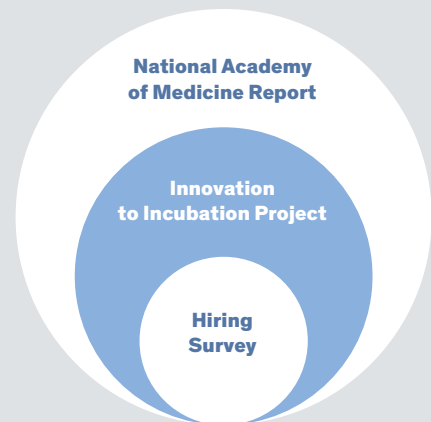 National Academy
of Medicine Report
Innovation
to Incubation Project
Hiring
Survey